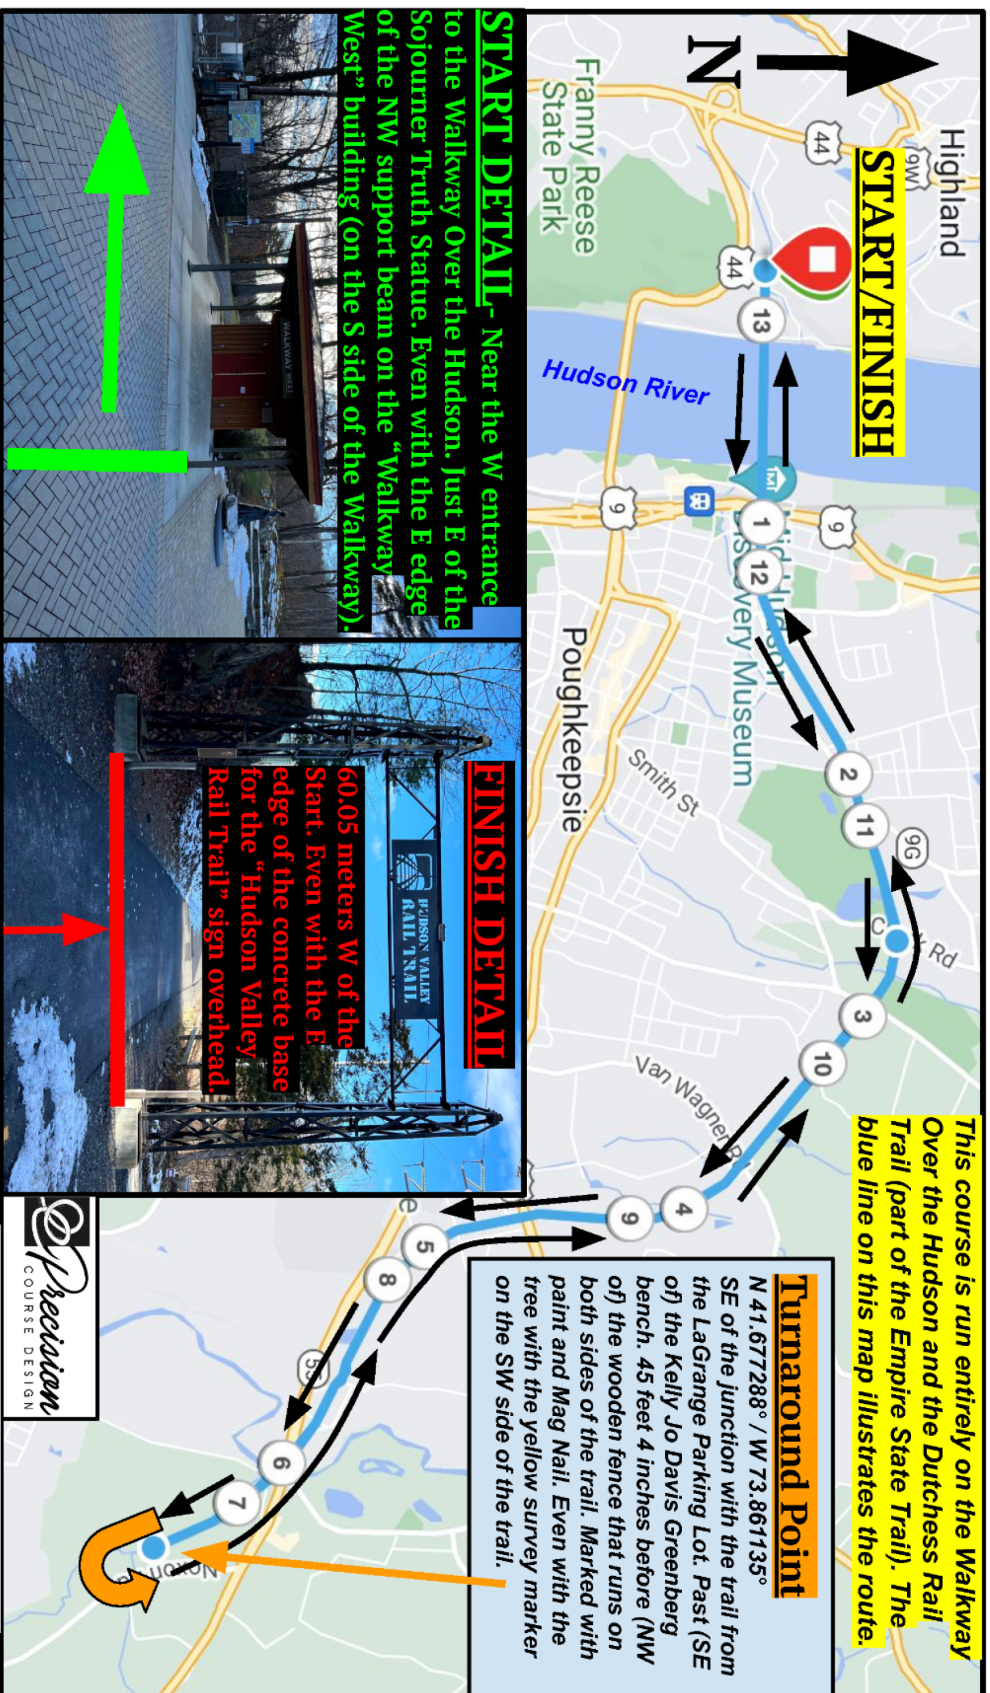 This course is run entirely on the Walkway
Over the Hudson and the Dutchess Rail
Trail (part of the Empire State Trail). The
blue line on this map illustrates the route.
START/FINISH
Highland
9W
44
Franny Reese
State Park
44
N
13
Hudson River
9
9
1
12
Mid-Hudson
Discovery Museum
Poughkeepsie
Smith St
2
11
9G
Rd
3
10
Van Wagner
4
9
5
8
55
6
7
Noxon
Turnaround Point
N 41.677288° / W 73.861135°
SE of the junction with the trail from
the LaGrange Parking Lot. Past (SE
of) the Kelly Jo Davis Greenberg
bench. 45 feet 4 inches before (NW
of) the wooden fence that runs on
both sides of the trail. Marked with
paint and Mag Nail. Even with the
tree with the yellow survey marker
on the SW side of the trail.
START DETAIL- Near the W entrance
to the Walkway Over the Hudson. Just E of the
Sojourner Truth Statue. Even with the E edge
of the NW support beam on the "Walkway
West" building (on the S side of the Walkway).
WALKWAY WEST
FINISH DETAIL
60.05 meters W of the
Start. Even with the E
edge of the concrete base
for the "Hudson Valley
Rail Trail" sign overhead.
HUDSON VALLEY
RAIL TRAIL
Precision
COURSE DESIGN